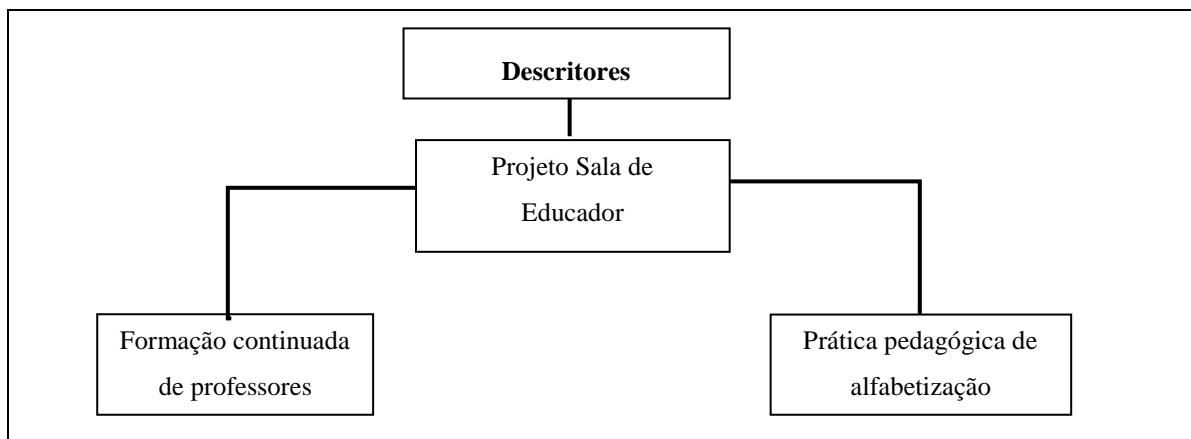 Descritores
Projeto Sala de
Educador
Formação continuada
de professores
Prática pedagógica de
alfabetização